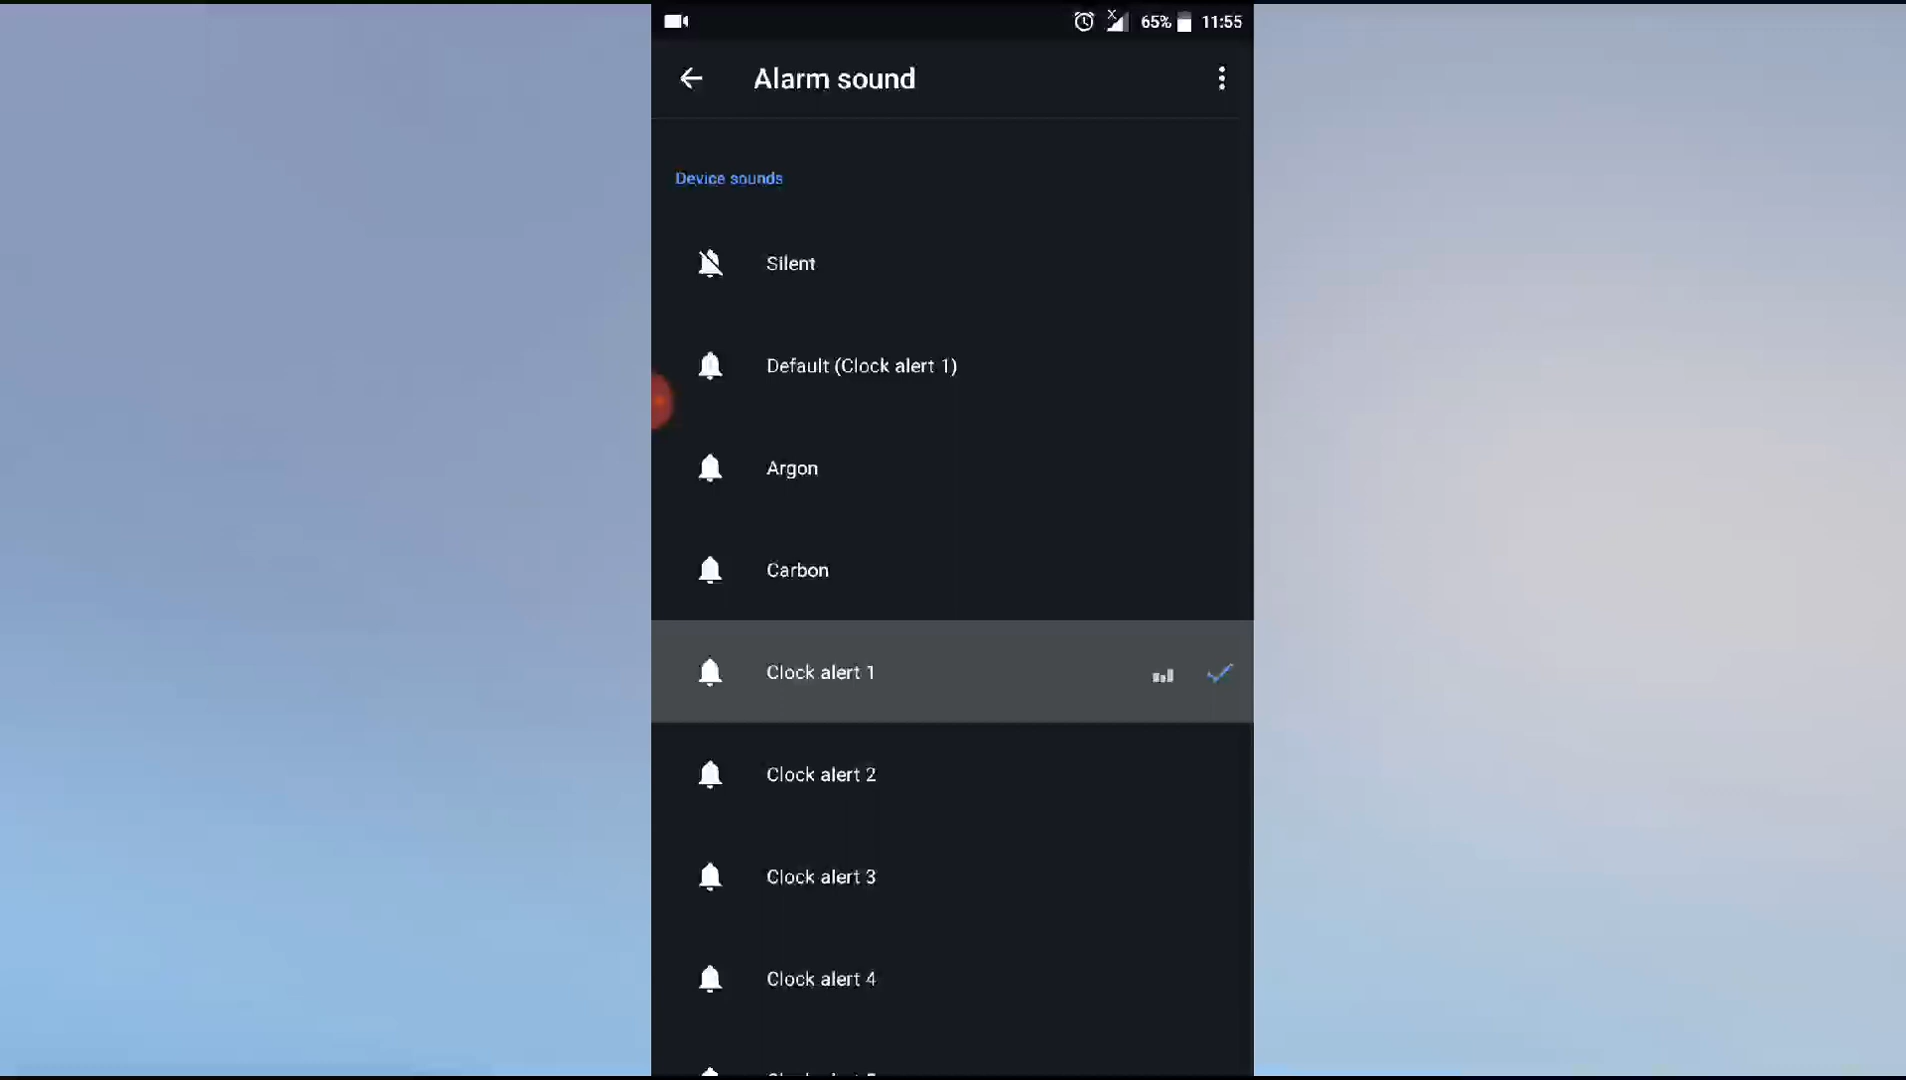 65% 11:55
Alarm sound
Device sounds
Silent
Default (Clock alert 1)
Argon
Carbon
Clock alert 1
Clock alert 2
Clock alert 3
Clock alert 4